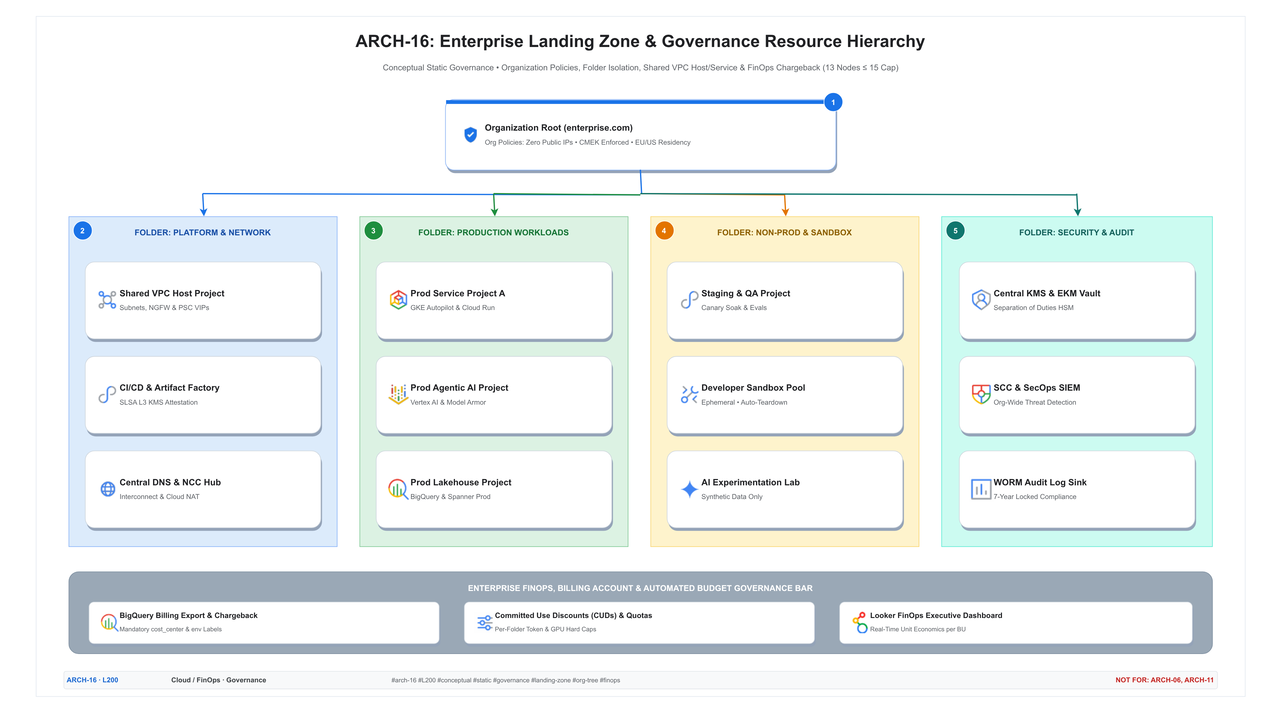 ARCH-16: Enterprise Landing Zone & Governance Resource Hierarchy
Conceptual Static Governance • Organization Policies, Folder Isolation, Shared VPC Host/Service & FinOps Chargeback (13 Nodes ≤ 15 Cap)
1
Organization Root (enterprise.com)
Org Policies: Zero Public IPs • CMEK Enforced • EU/US Residency
2
FOLDER: PLATFORM & NETWORK
Shared VPC Host Project
Subnets, NGFW & PSC VIPs
CI/CD & Artifact Factory
SLSA L3 KMS Attestation
Central DNS & NCC Hub
Interconnect & Cloud NAT
3
FOLDER: PRODUCTION WORKLOADS
Prod Service Project A
GKE Autopilot & Cloud Run
Prod Agentic AI Project
Vertex AI & Model Armor
Prod Lakehouse Project
BigQuery & Spanner Prod
4
FOLDER: NON-PROD & SANDBOX
Staging & QA Project
Canary Soak & Evals
Developer Sandbox Pool
Ephemeral • Auto-Teardown
AI Experimentation Lab
Synthetic Data Only
5
FOLDER: SECURITY & AUDIT
Central KMS & EKM Vault
Separation of Duties HSM
SCC & SecOps SIEM
Org-Wide Threat Detection
WORM Audit Log Sink
7-Year Locked Compliance
ENTERPRISE FINOPS, BILLING ACCOUNT & AUTOMATED BUDGET GOVERNANCE BAR
BigQuery Billing Export & Chargeback
Mandatory cost_center & env Labels
Committed Use Discounts (CUDs) & Quotas
Per-Folder Token & GPU Hard Caps
Looker FinOps Executive Dashboard
Real-Time Unit Economics per BU
ARCH-16 · L200
Cloud / FinOps · Governance
#arch-16 #L200 #conceptual #static #governance #landing-zone #org-tree #finops
NOT FOR: ARCH-06, ARCH-11